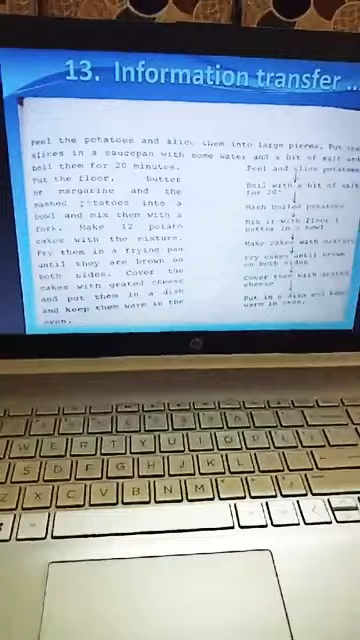 13. Information transfer ...
Peel the potatoes and slice them into large pieces. Put the
slices in a saucepan with some water and a bit of salt and
boil them for 20 minutes.
Put the floor, butter
or margarine and the
mashed potatoes into a
bowl and mix them with a
fork. Make 12 potato
cakes with the mixture.
Fry them in a frying pan
until they are brown on
both sides. Cover the
cakes with grated cheese
and put them in a dish
and keep them warm in the
oven.
Peel and slice potatoes
Boil with a bit of salt
for 20'
Mash boiled potatoes
Mix it with flour &
butter in a bowl
Make cakes with mixture
Fry cakes until brown
on both sides
Cover them with grated
cheese
Put in a dish and keep
warm in oven.
W E R T Y U I O P
S D F G H J K L
Z X C V B N M